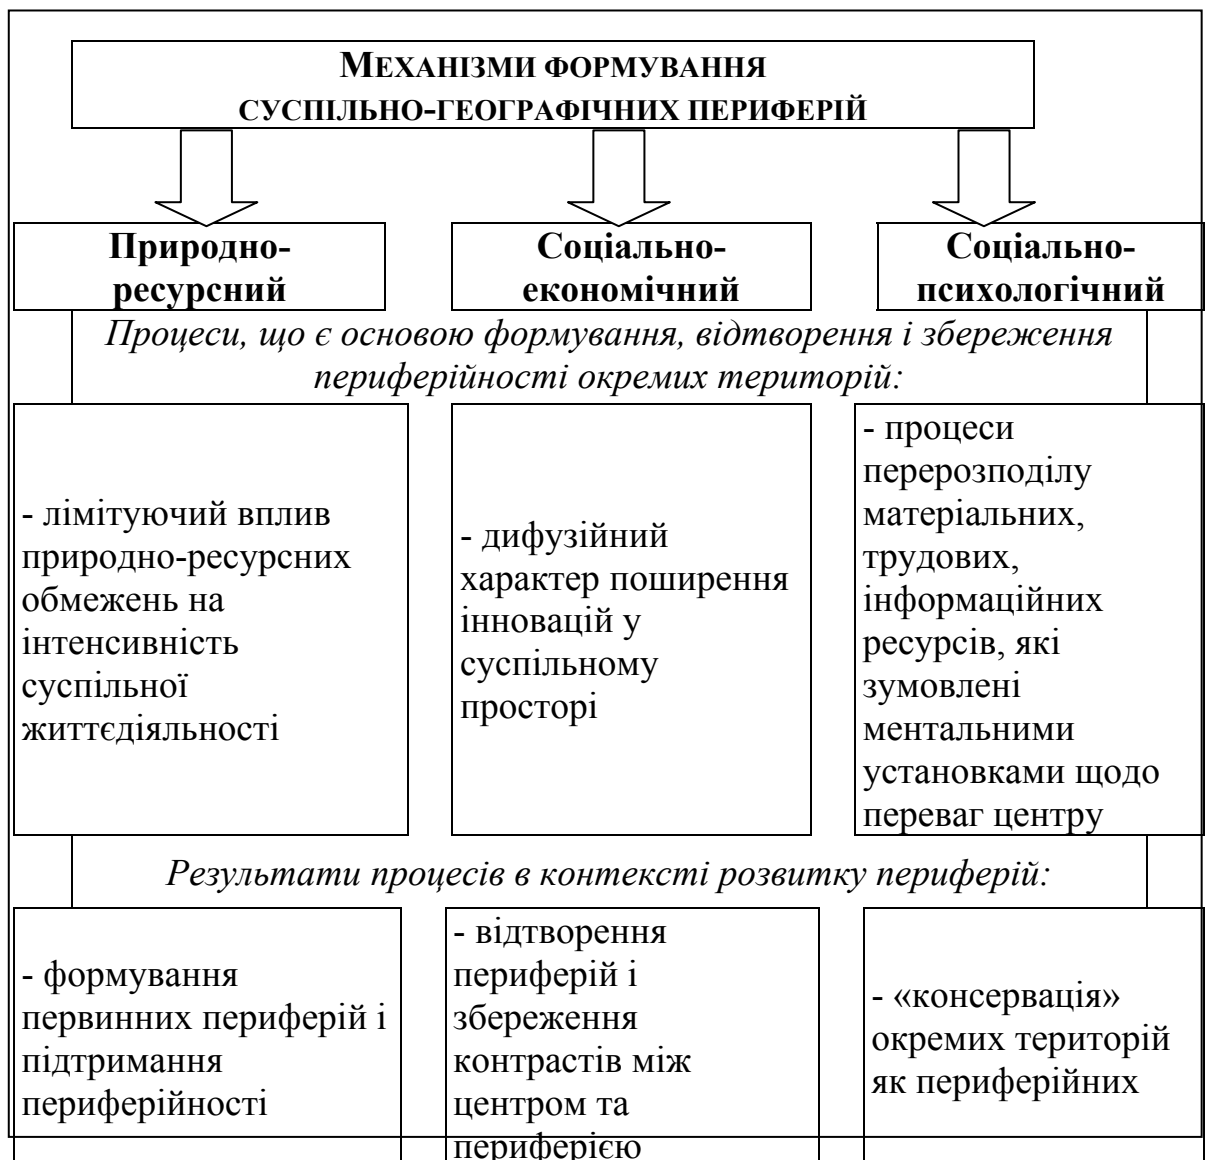 МЕХАНІЗМИ ФОРМУВАННЯ
СУСПІЛЬНО-ГЕОГРАФІЧНИХ ПЕРИФЕРІЙ
Природно-
ресурсний
Соціально-
економічний
Соціально-
психологічний
Процеси, що є основою формування, відтворення і збереження
периферійності окремих територій:
- лімітуючий вплив
природно-ресурсних
обмежень на
інтенсивність
суспільної
життєдіяльності
- дифузійний
характер поширення
інновацій у
суспільному
просторі
- процеси
перерозподілу
матеріальних,
трудових,
інформаційних
ресурсів, які
зумовлені
ментальними
установками щодо
переваг центру
Результати процесів в контексті розвитку периферій:
- формування
первинних периферій і
підтримання
периферійності
- відтворення
периферій і
збереження
контрастів між
центром та
периферією
- «консервація»
окремих територій
як периферійних